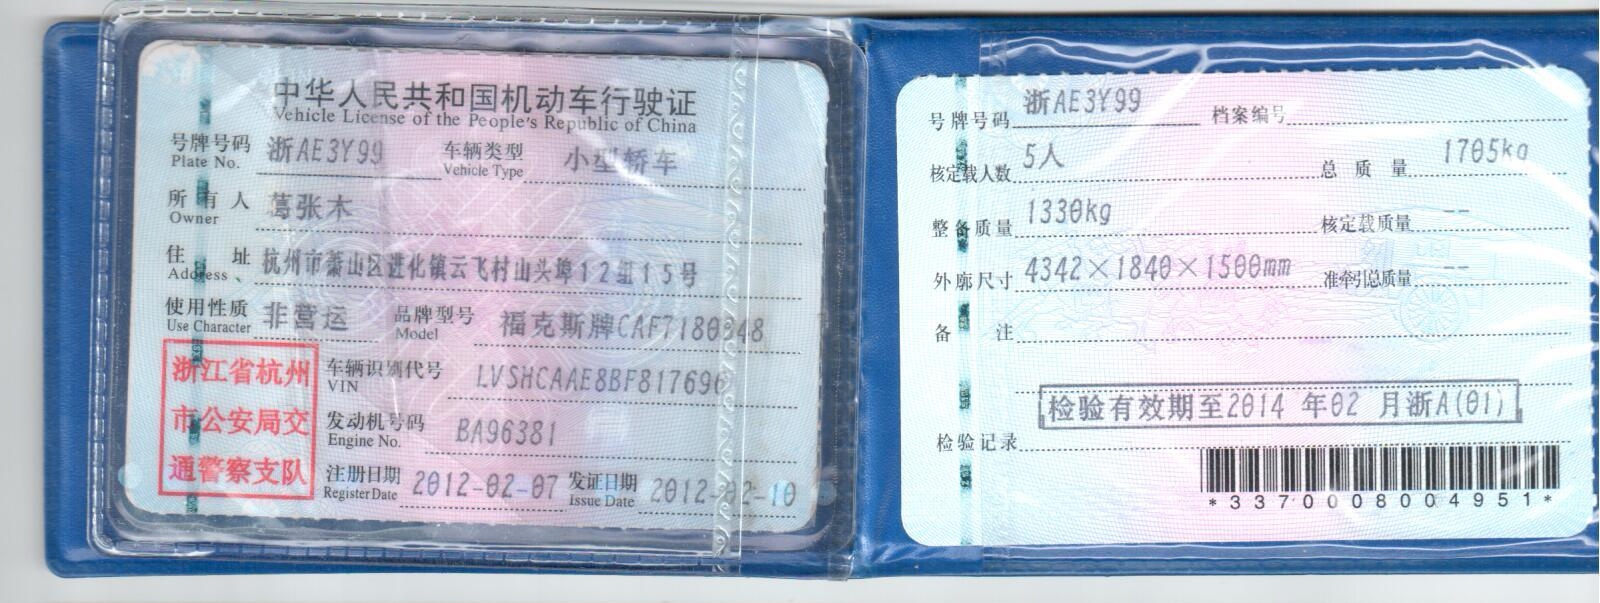 中华人民共和国机动车行驶证
Vehicle License of the People's Republic of China
号牌号码 浙AE3Y99 车辆类型 小型轿车
Plate No. Vehicle Type
所有人 葛张木
Owner
住址 杭州市萧山区进化镇云飞村山头埠12组15号
Address
使用性质 非营运 品牌型号 福克斯牌CAF7180 48
Use Character Model
浙江省杭州
市公安局交
通警察支队
车辆识别代号 LVSHCAAE8BF817696
VIN
发动机号码 BA96381
Engine No.
注册日期 2012-02-07 发证日期 2012-02-10
Register Date Issue Date
号牌号码 浙AE3Y99 档案编号
核定载人数 5人 总质量 1705kg
整备质量 1330kg 核定载质量 --
外廓尺寸 4342×1840×1500mm 准牵引总质量 --
备注
检验有效期至2014 年02 月浙A(01)
检验记录
*3370008004951*